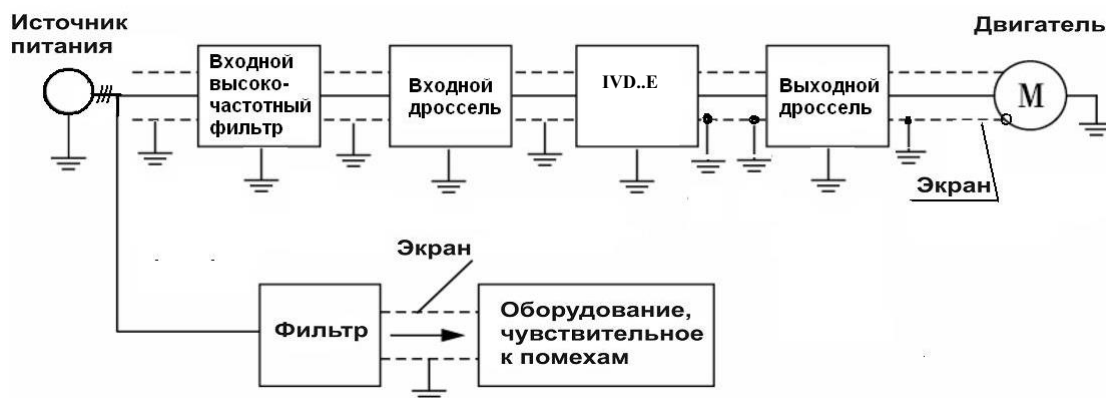 Источник
питания
Входной
высоко-
частотный
фильтр
Входной
дроссель
IVD..E
Выходной
дроссель
Двигатель
М
Экран
Экран
Фильтр
Оборудование,
чувствительное
к помехам